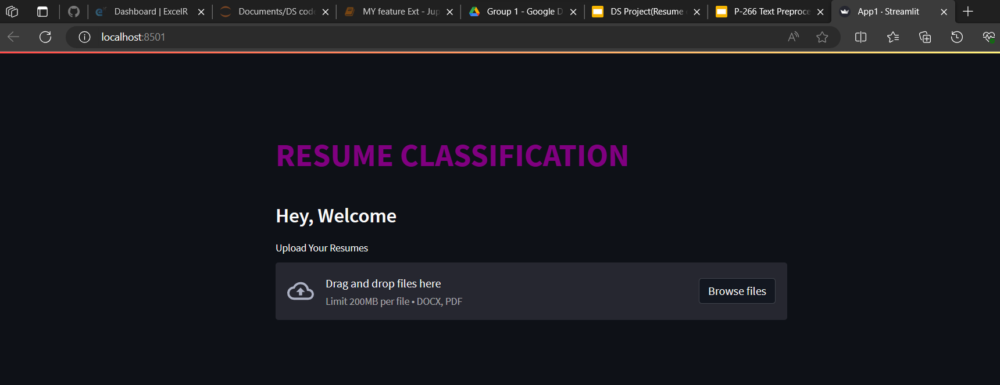 Dashboard | ExcelR
Documents/DS code
MY feature Ext - Jup
Group 1 - Google D
DS Project(Resume
P-266 Text Preproce
App1 · Streamlit
localhost:8501
RESUME CLASSIFICATION
Hey, Welcome
Upload Your Resumes
Drag and drop files here
Limit 200MB per file • DOCX, PDF
Browse files